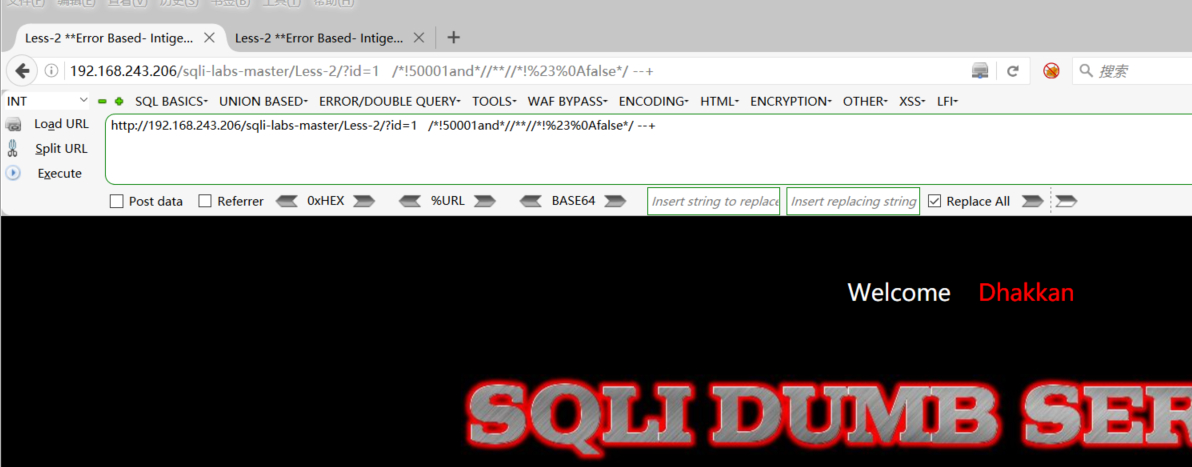 文件(F) 编辑(E) 查看(V) 历史(S) 书签(B) 工具(T) 帮助(H)
Less-2 **Error Based- Intige... × Less-2 **Error Based- Intige... × +
192.168.243.206/sqli-labs-master/Less-2/?id=1 /*!50001and*//**//*!%23%0Afalse*/ --+ 搜索
INT SQL BASICS UNION BASED ERROR/DOUBLE QUERY TOOLS WAF BYPASS ENCODING HTML ENCRYPTION OTHER XSS LFI
Load URL http://192.168.243.206/sqli-labs-master/Less-2/?id=1 /*!50001and*//**//*!%23%0Afalse*/ --+
Split URL
Execute
Post data Referrer 0xHEX %URL BASE64 Insert string to replace Insert replacing string Replace All
Welcome Dhakkan
SQLI DUMB SER